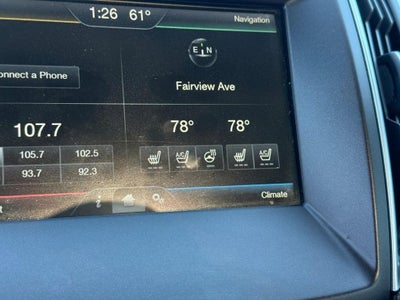 1:26 61° Navigation
E N
onnect a Phone
Fairview Ave
107.7 78° 78°
105.7 102.5
A/C A/C
93.7 92.3
i
t Climate